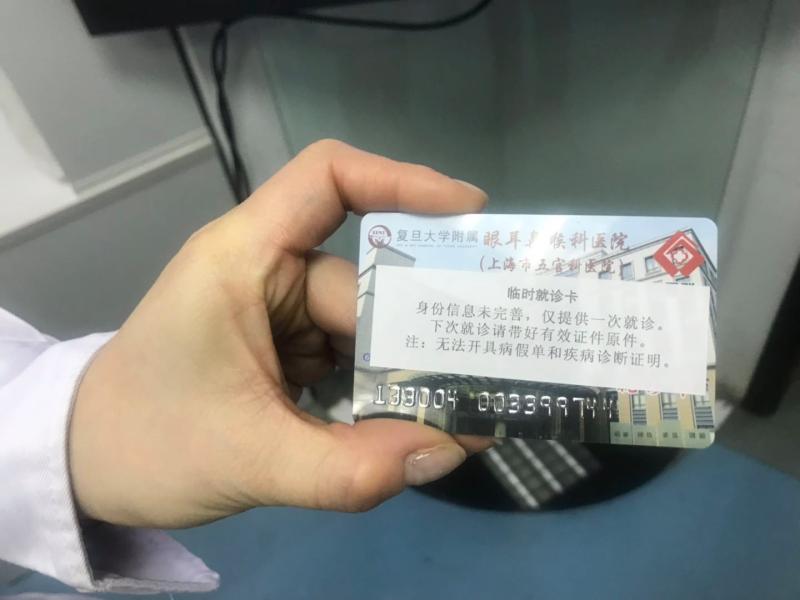 复旦大学附属 眼耳鼻喉科医院
(上海市五官科医院)
临时就诊卡
身份信息未完善，仅提供一次就诊。
下次就诊请带好有效证件原件。
注：无法开具病假单和疾病诊断证明。
139004 003399744